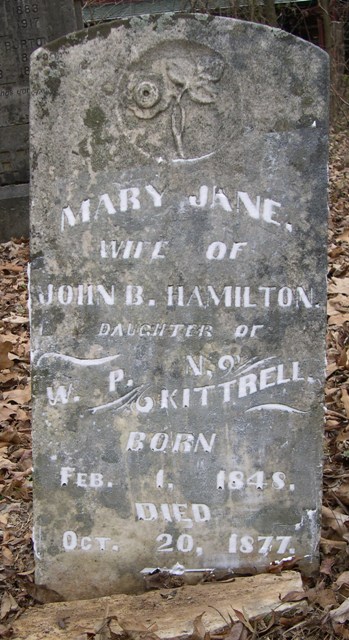 MARY JANE,
WIFE OF
JOHN B. HAMILTON.
DAUGHTER OF
W. P. & N. KITTRELL.
BORN
FEB. 1, 1848.
DIED
OCT. 20, 1877.